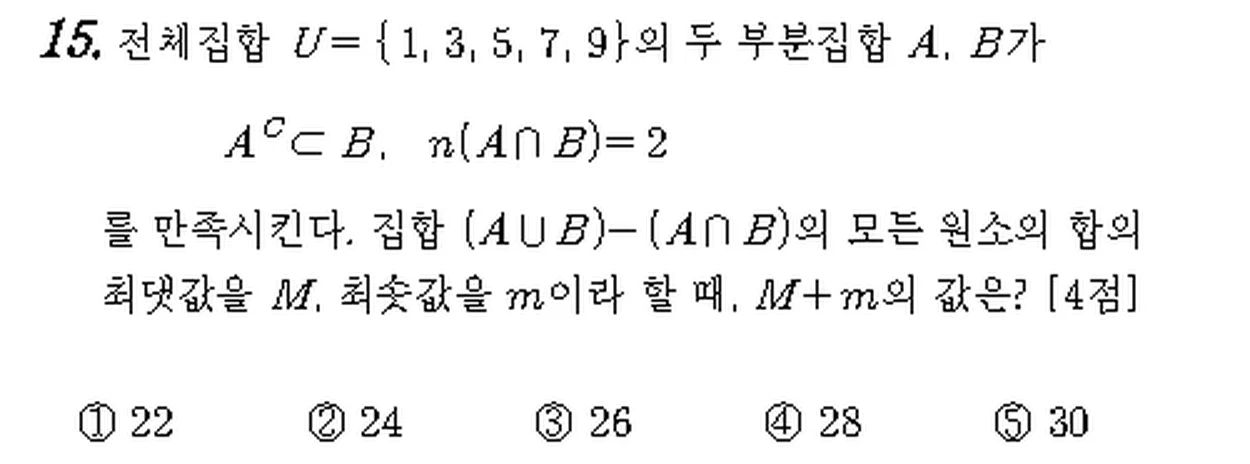 15. 전체집합 U={1, 3, 5, 7, 9}의 두 부분집합 A, B가
A^C⊂B, n(A∩B)=2
를 만족시킨다. 집합 (A∪B)−(A∩B)의 모든 원소의 합의
최댓값을 M, 최솟값을 m이라 할 때, M+m의 값은? [4점]
① 22 ② 24 ③ 26 ④ 28 ⑤ 30